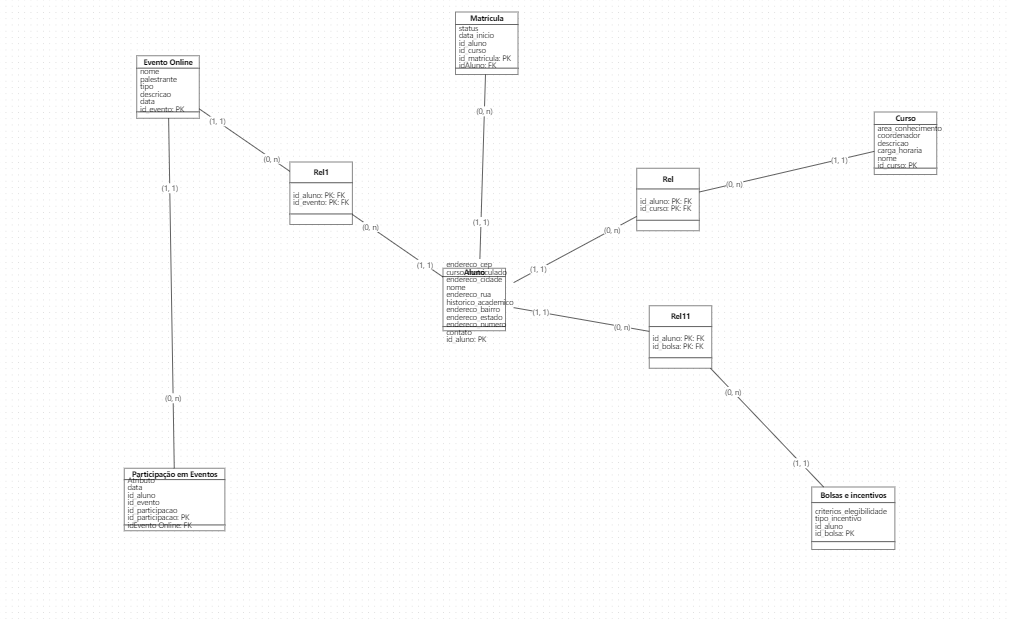 Matricula
status
data_inicio
id_aluno
id_curso
id_matricula: PK
idAluno: FK
(0, n)
(1, 1)
Evento Online
nome
palestrante
tipo
descricao
data
id_evento: PK
(1, 1)
(0, n)
Rel1
id_aluno: PK: FK
id_evento: PK: FK
(0, n)
(1, 1)
Curso
area_conhecimento
coordenador
descricao
carga_horaria
nome
id_curso: PK
(1, 1)
(0, n)
Rel
id_aluno: PK: FK
id_curso: PK: FK
(0, n)
(1, 1)
Aluno
endereco_cep
endereco_cidade
nome
endereco_rua
historico_academico
endereco_bairro
endereco_estado
endereco_numero
contato
id_aluno: PK
(1, 1)
(0, n)
Rel11
id_aluno: PK: FK
id_bolsa: PK: FK
(0, n)
(1, 1)
Bolsas e incentivos
criterios_elegibilidade
tipo_incentivo
id_aluno
id_bolsa: PK
(1, 1)
(0, n)
Participação em Eventos
Atributo
data
id_aluno
id_evento
id_participacao
id_participacao: PK
idEvento Online: FK